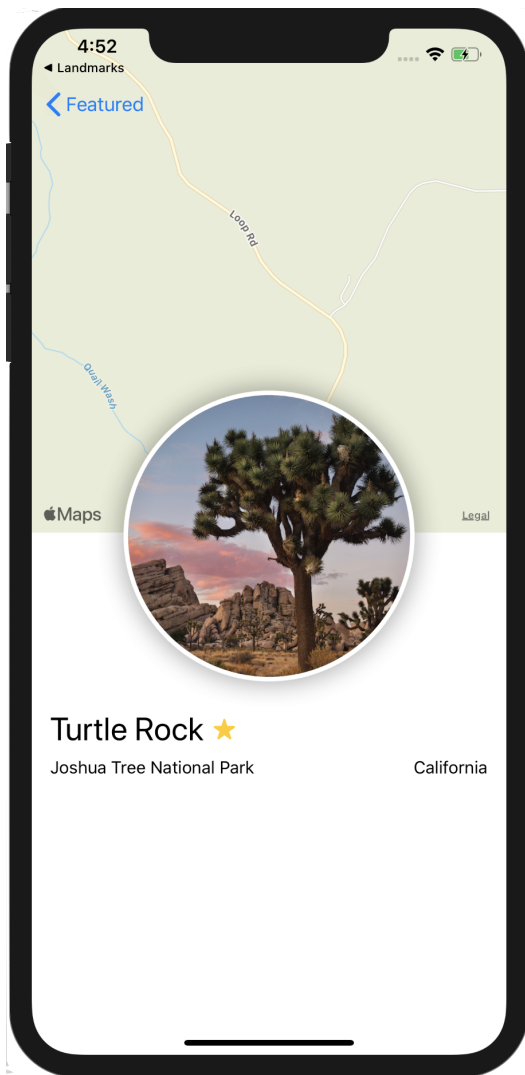 4:52
◀ Landmarks
Featured
Loop Rd
Quail Wash
Maps
Legal
Turtle Rock
Joshua Tree National Park
California